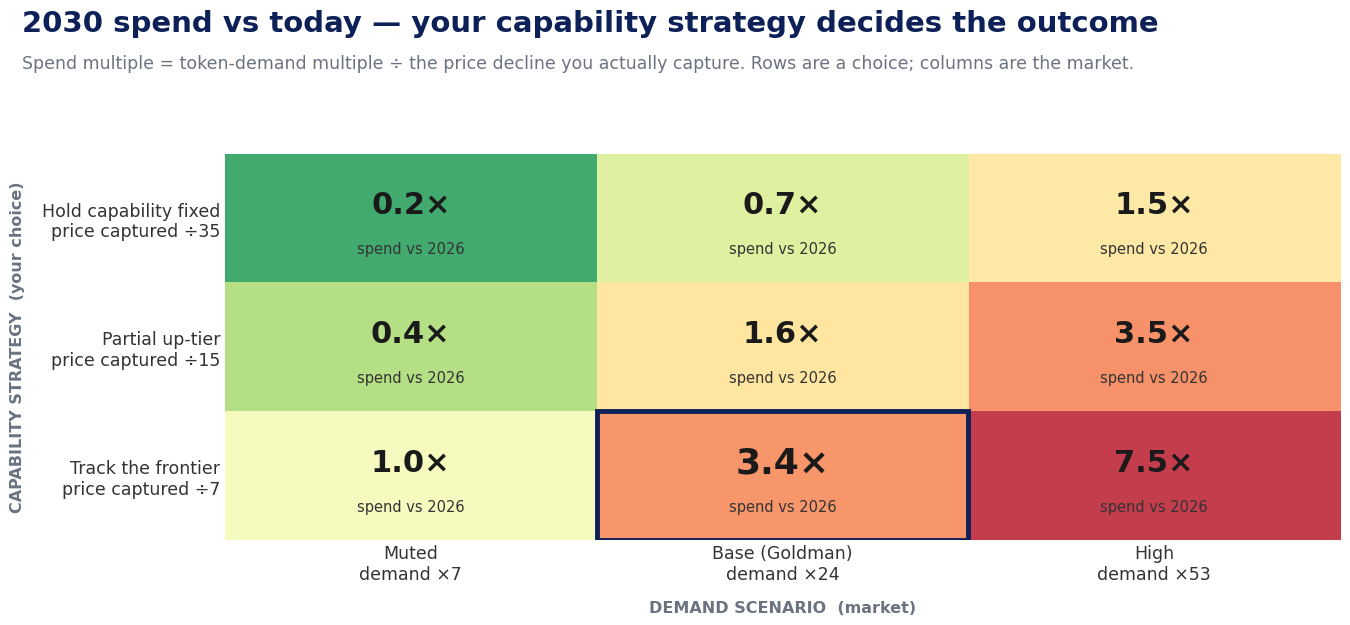 2030 spend vs today — your capability strategy decides the outcome
Spend multiple = token-demand multiple ÷ the price decline you actually capture. Rows are a choice; columns are the market.
CAPABILITY STRATEGY (your choice)
Hold capability fixed
price captured ÷35
0.2×
spend vs 2026
0.7×
spend vs 2026
1.5×
spend vs 2026
Partial up-tier
price captured ÷15
0.4×
spend vs 2026
1.6×
spend vs 2026
3.5×
spend vs 2026
Track the frontier
price captured ÷7
1.0×
spend vs 2026
3.4×
spend vs 2026
7.5×
spend vs 2026
Muted
demand ×7
Base (Goldman)
demand ×24
High
demand ×53
DEMAND SCENARIO (market)